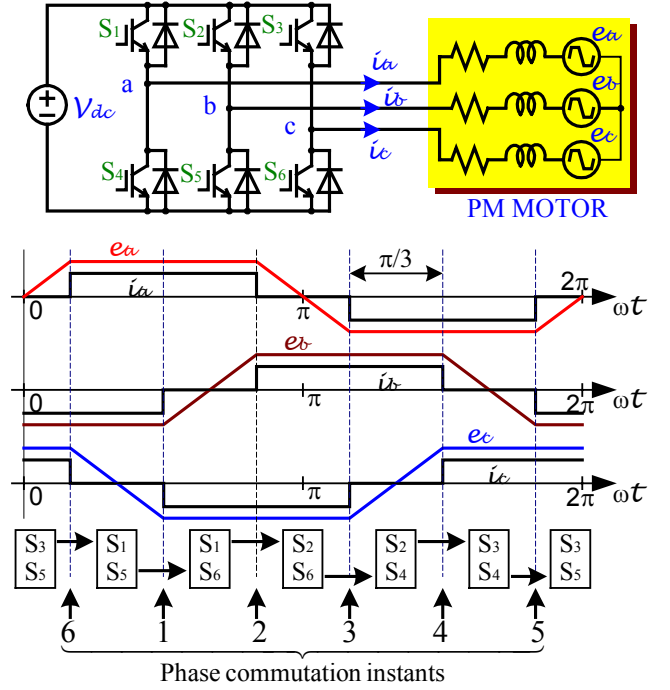 S1 S2 S3
Vdc
a
b
c
ia
ib
ic
ea
eb
ec
S4 S5 S6
PM MOTOR
ea
ia
π/3
0
π
2π
ωt
eb
ib
0
π
2π
ωt
ec
ic
0
π
2π
ωt
S3 S1 S1 S2 S2 S3 S3
S5 S5 S6 S6 S4 S4 S5
6 1 2 3 4 5
Phase commutation instants